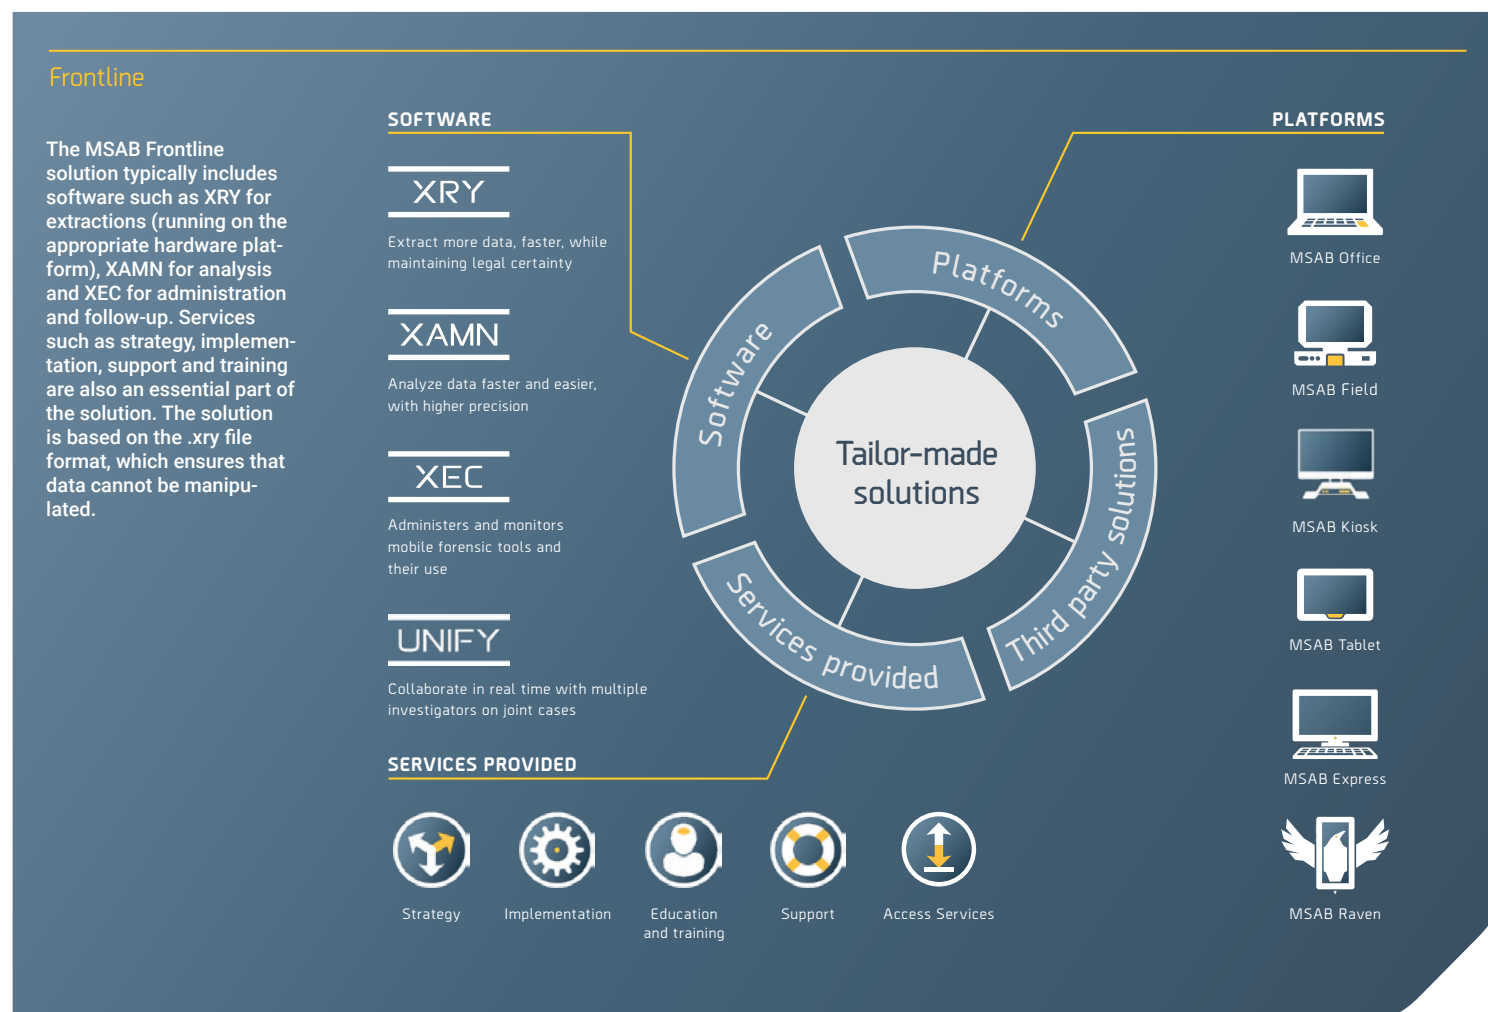 Frontline
The MSAB Frontline
solution typically includes
software such as XRY for
extractions (running on the
appropriate hardware plat-
form), XAMN for analysis
and XEC for administration
and follow-up. Services
such as strategy, implemen-
tation, support and training
are also an essential part of
the solution. The solution
is based on the .xry file
format, which ensures that
data cannot be manipu-
lated.
SOFTWARE
XRY
Extract more data, faster, while
maintaining legal certainty
XAMN
Analyze data faster and easier,
with higher precision
XEC
Administers and monitors
mobile forensic tools and
their use
UNIFY
Collaborate in real time with multiple
investigators on joint cases
Software
Platforms
Third party solutions
Services provided
Tailor-made
solutions
SERVICES PROVIDED
Strategy
Implementation
Education
and training
Support
Access Services
PLATFORMS
MSAB Office
MSAB Field
MSAB Kiosk
MSAB Tablet
MSAB Express
MSAB Raven